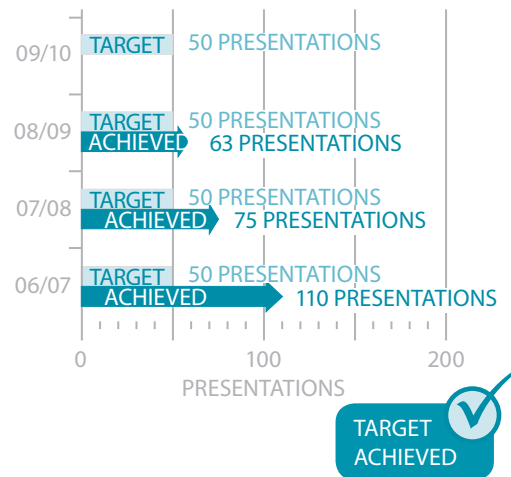 09/10 TARGET 50 PRESENTATIONS
08/09 TARGET 50 PRESENTATIONS
ACHIEVED 63 PRESENTATIONS
07/08 TARGET 50 PRESENTATIONS
ACHIEVED 75 PRESENTATIONS
06/07 TARGET 50 PRESENTATIONS
ACHIEVED 110 PRESENTATIONS
0 100 200
PRESENTATIONS
TARGET
ACHIEVED